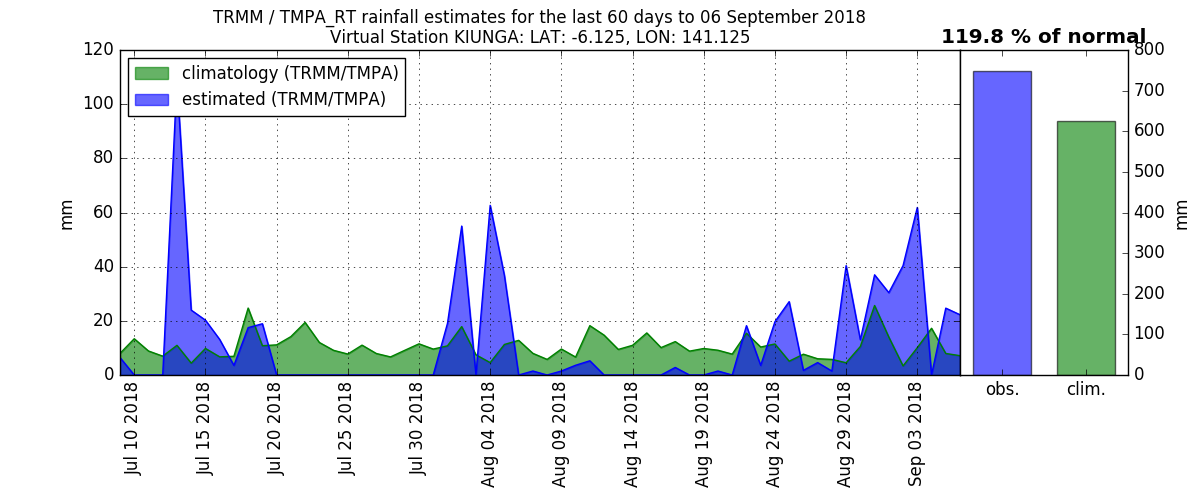 TRMM / TMPA_RT rainfall estimates for the last 60 days to 06 September 2018
Virtual Station KIUNGA: LAT: -6.125, LON: 141.125
119.8 % of normal
climatology (TRMM/TMPA)
estimated (TRMM/TMPA)
mm
120
100
80
60
40
20
0
Jul 10 2018
Jul 15 2018
Jul 20 2018
Jul 25 2018
Jul 30 2018
Aug 04 2018
Aug 09 2018
Aug 14 2018
Aug 19 2018
Aug 24 2018
Aug 29 2018
Sep 03 2018
obs.
clim.
800
700
600
500
400
300
200
100
0
mm